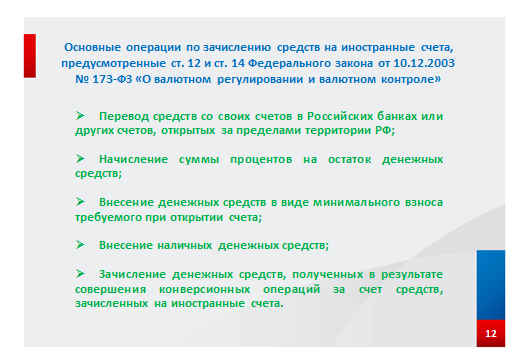 Основные операции по зачислению средств на иностранные счета,
предусмотренные ст. 12 и ст. 14 Федерального закона от 10.12.2003
№ 173-ФЗ «О валютном регулировании и валютном контроле»
➢ Перевод средств со своих счетов в Российских банках или
других счетов, открытых за пределами территории РФ;
➢ Начисление суммы процентов на остаток денежных
средств;
➢ Внесение денежных средств в виде минимального взноса
требуемого при открытии счета;
➢ Внесение наличных денежных средств;
➢ Зачисление денежных средств, полученных в результате
совершения конверсионных операций за счет средств,
зачисленных на иностранные счета.
12